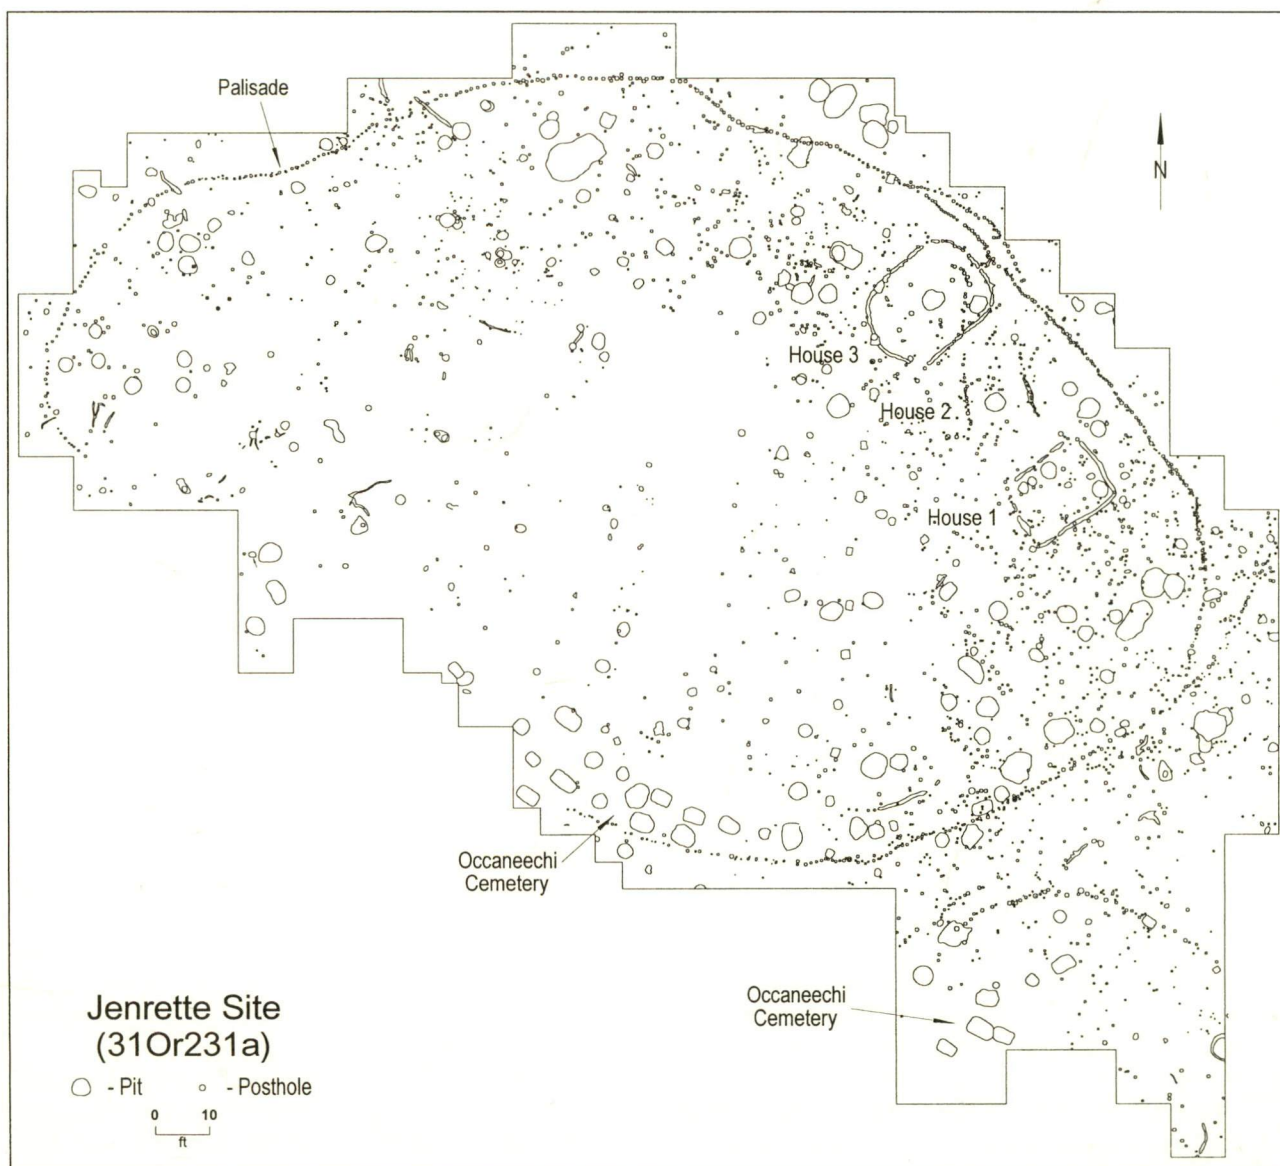 Palisade
N
House 3
House 2
House 1
Occaneechi
Cemetery
Occaneechi
Cemetery
Jenrette Site
(31Or231a)
- Pit
- Posthole
0 10
ft